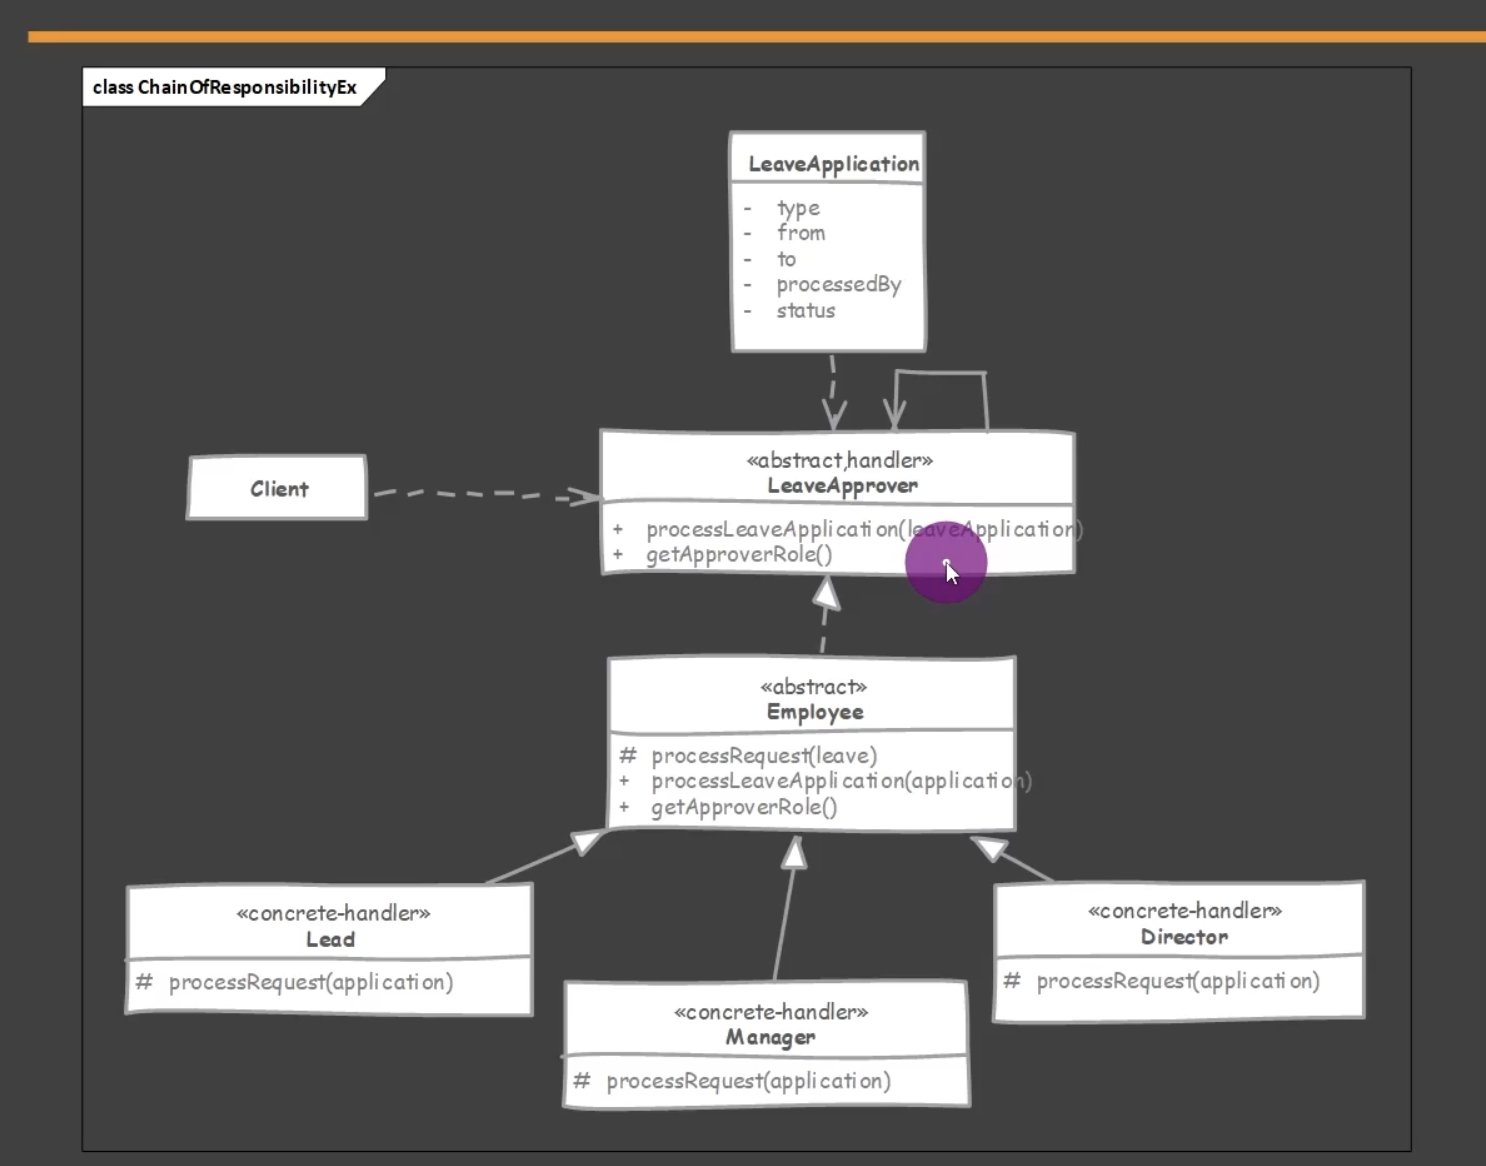 class ChainOfResponsibilityEx
LeaveApplication
- type
- from
- to
- processedBy
- status
«abstract,handler»
LeaveApprover
+ processLeaveApplication(leaveApplication)
+ getApproverRole()
Client
«abstract»
Employee
# processRequest(leave)
+ processLeaveApplication(application)
+ getApproverRole()
«concrete-handler»
Lead
# processRequest(application)
«concrete-handler»
Manager
# processRequest(application)
«concrete-handler»
Director
# processRequest(application)